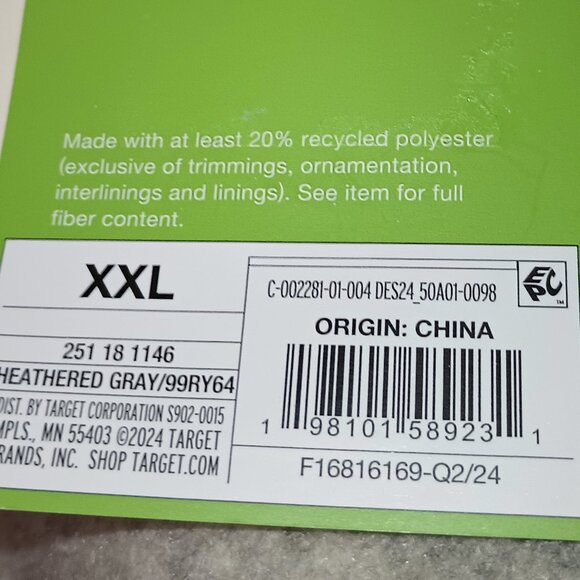 Made with at least 20% recycled polyester
(exclusive of trimmings, ornamentation,
interlinings and linings). See item for full
fiber content.
XXL
251 18 1146
HEATHERED GRAY/99RY64
DIST. BY TARGET CORPORATION S902-0015
MPLS., MN 55403 ©2024 TARGET
RANDS, INC. SHOP TARGET.COM
C-002281-01-004 DES24_50A01-0098
EPC™
ORIGIN: CHINA
1 98101 58923 1
F16816169-Q2/24